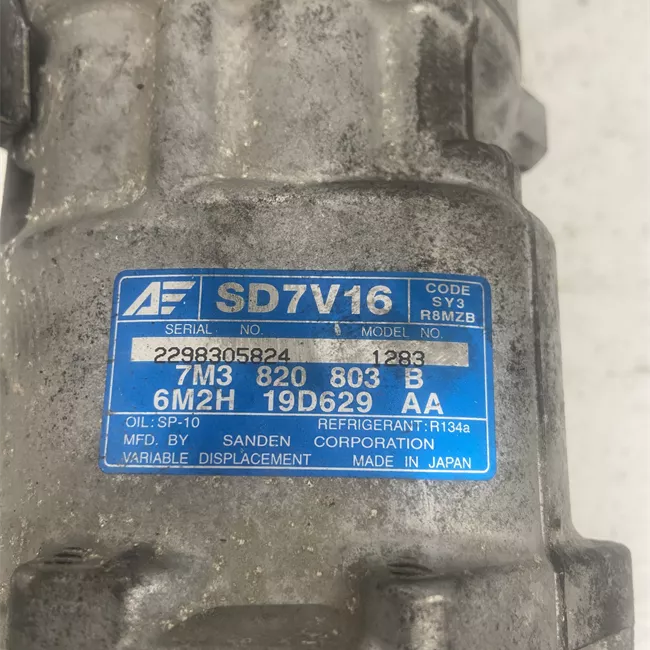 AE SD7V16 CODE
SY3
R8MZB
SERIAL NO. MODEL NO.
2298305824 1283
7M3 820 803 B
6M2H 19D629 AA
OIL:SP-10 REFRIGERANT:R134a
MFD. BY SANDEN CORPORATION
VARIABLE DISPLACEMENT MADE IN JAPAN